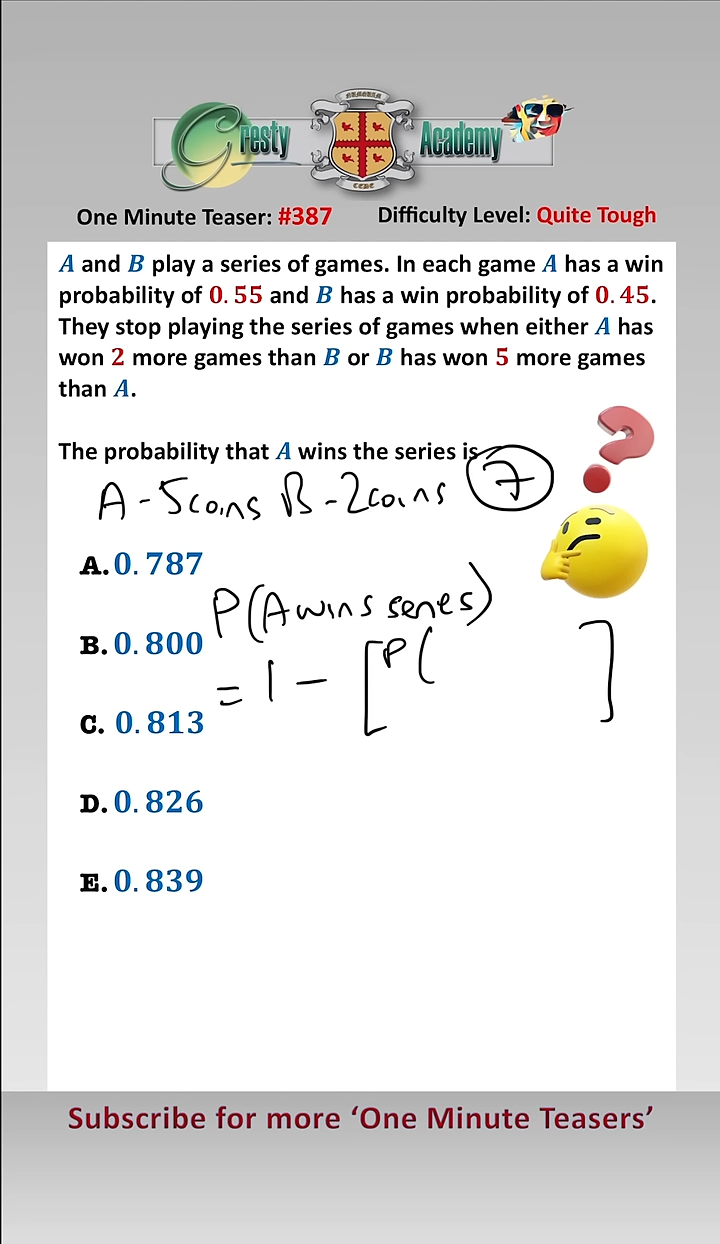 ARMORUM
Gresty Academy
CEDE
One Minute Teaser: #387 Difficulty Level: Quite Tough
A and B play a series of games. In each game A has a win
probability of 0.55 and B has a win probability of 0.45.
They stop playing the series of games when either A has
won 2 more games than B or B has won 5 more games
than A.
The probability that A wins the series is
A - 5coins B - 2coins 7
A. 0.787
P(A wins series)
B. 0.800
= 1 - [P( ]
C. 0.813
D. 0.826
E. 0.839
Subscribe for more ‘One Minute Teasers’